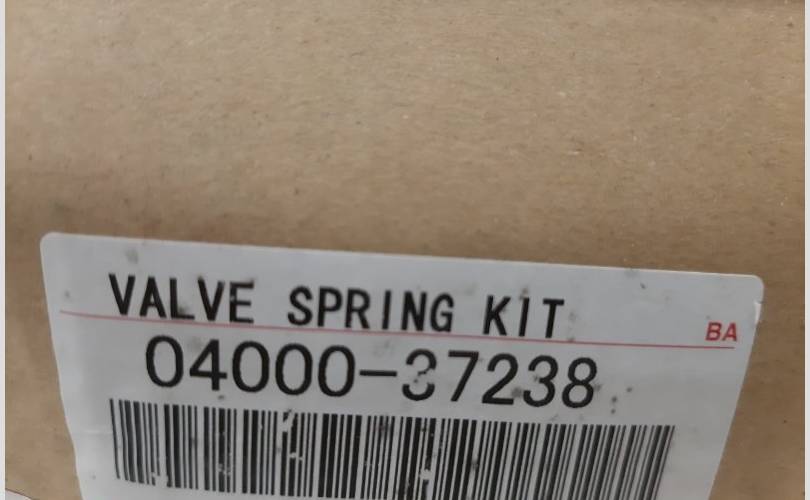 VALVE SPRING KIT
BA
04000-37238